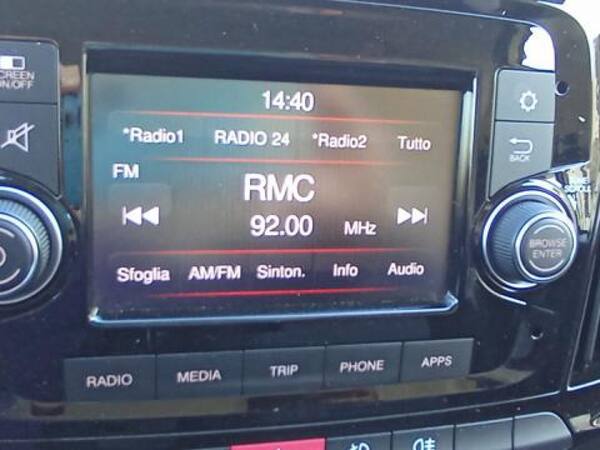 SCREEN
ON/OFF
14:40
*Radio1 RADIO 24 *Radio2 Tutto
FM
RMC
92.00 MHz
Sfoglia AM/FM Sinton. Info Audio
BACK
SCROLL
BROWSE
ENTER
RADIO MEDIA TRIP PHONE APPS